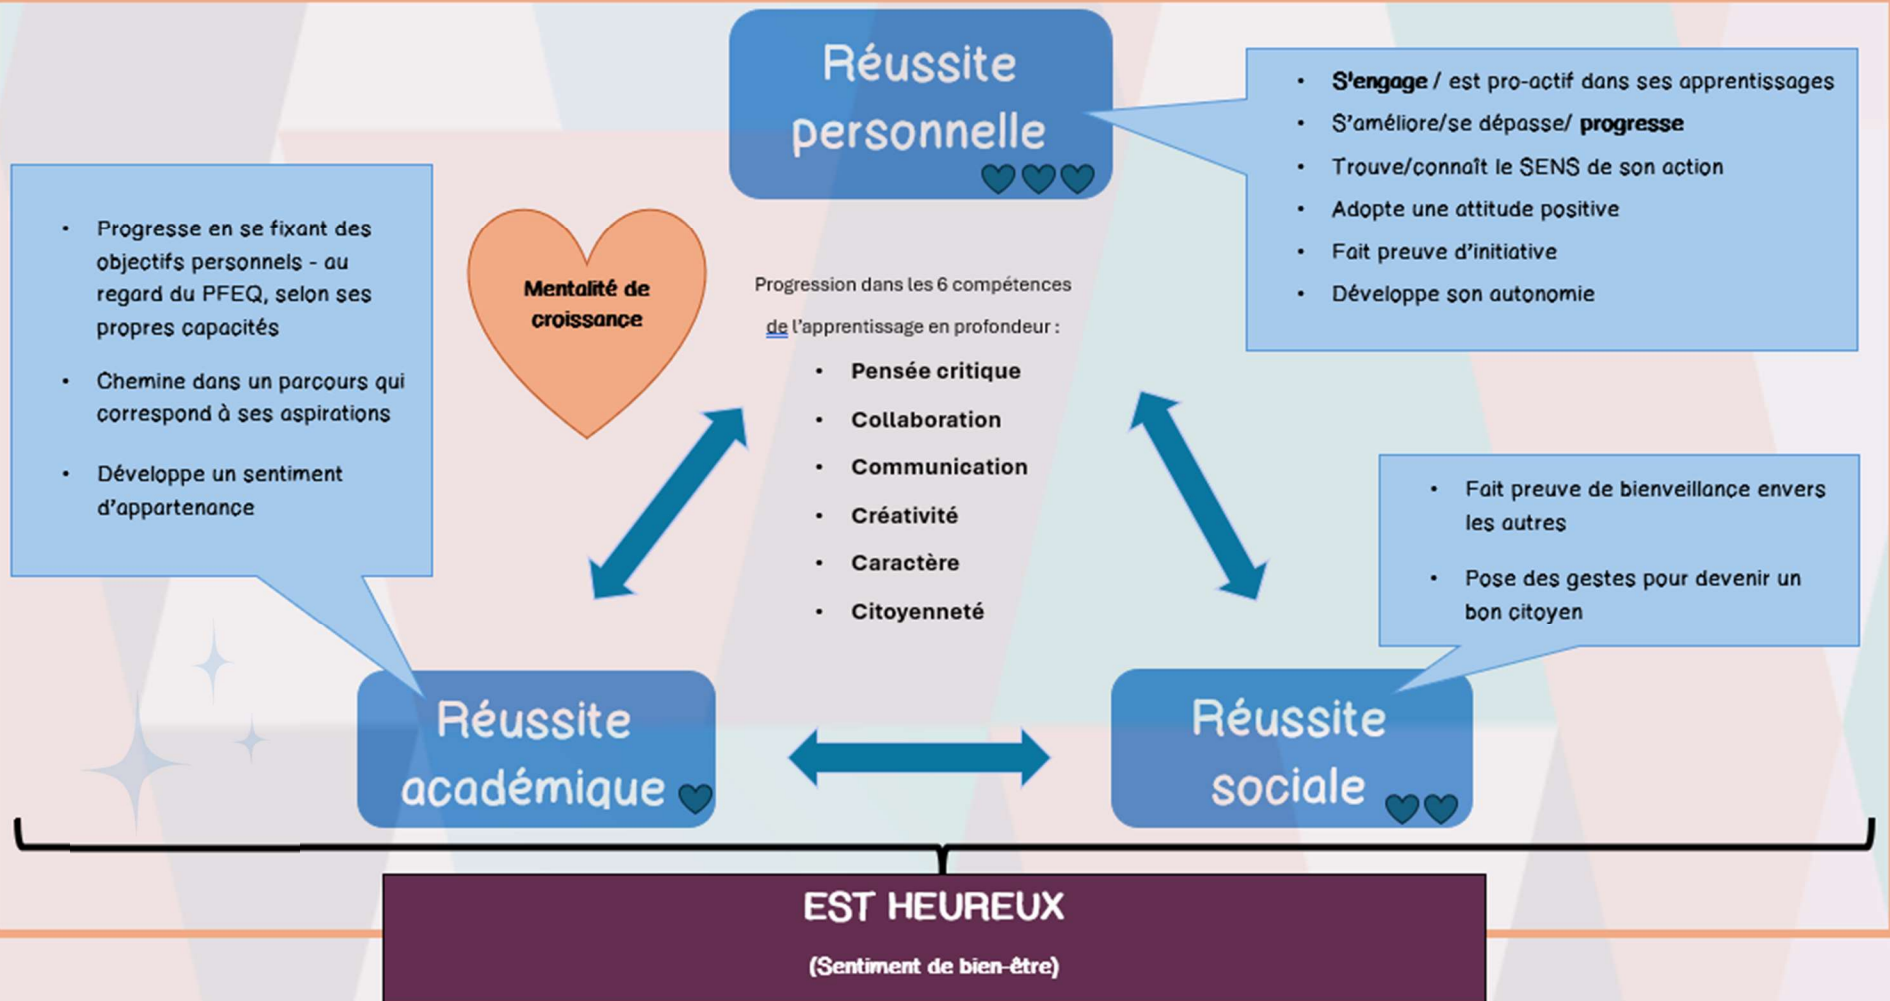 Réussite
personnelle
• S'engage / est pro-actif dans ses apprentissages
• S'améliore/se dépasse/ progresse
• Trouve/connaît le SENS de son action
• Adopte une attitude positive
• Fait preuve d'initiative
• Développe son autonomie
• Progresse en se fixant des
objectifs personnels - au
regard du PFEQ, selon ses
propres capacités
• Chemine dans un parcours qui
correspond à ses aspirations
• Développe un sentiment
d'appartenance
Mentalité de
croissance
Progression dans les 6 compétences
de l'apprentissage en profondeur :
• Pensée critique
• Collaboration
• Communication
• Créativité
• Caractère
• Citoyenneté
• Fait preuve de bienveillance envers
les autres
• Pose des gestes pour devenir un
bon citoyen
Réussite
académique
Réussite
sociale
EST HEUREUX
(Sentiment de bien-être)